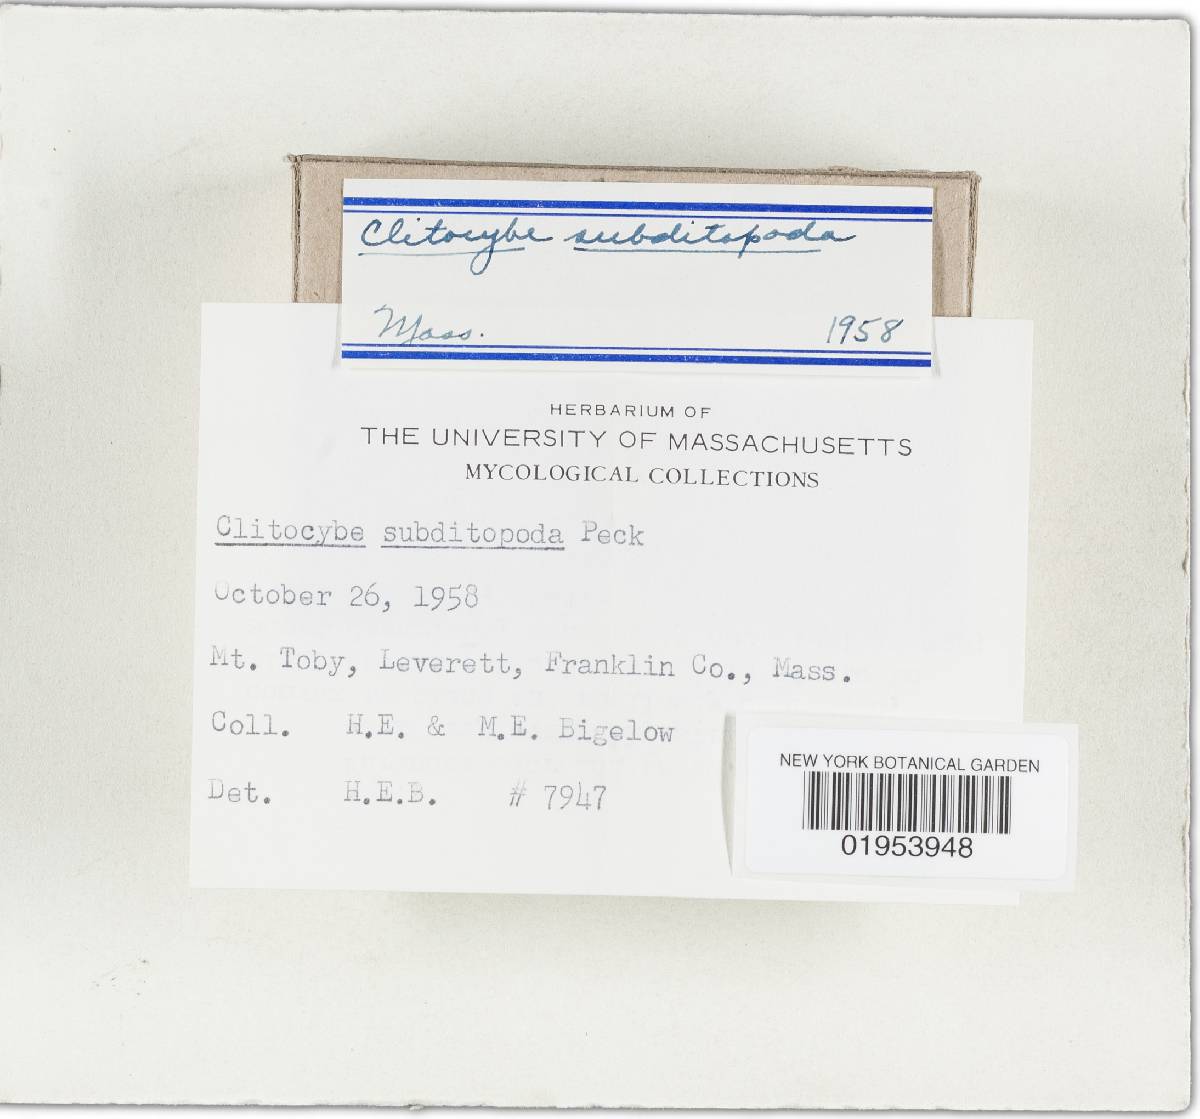 Clitocybe subditopoda
Mass. 1958
HERBARIUM OF
THE UNIVERSITY OF MASSACHUSETTS
MYCOLOGICAL COLLECTIONS
Clitocybe subditopoda Peck
October 26, 1958
Mt. Toby, Leverett, Franklin Co., Mass.
Coll. H.E. & M.E. Bigelow
Det. H.E.B. # 7947
NEW YORK BOTANICAL GARDEN
01953948